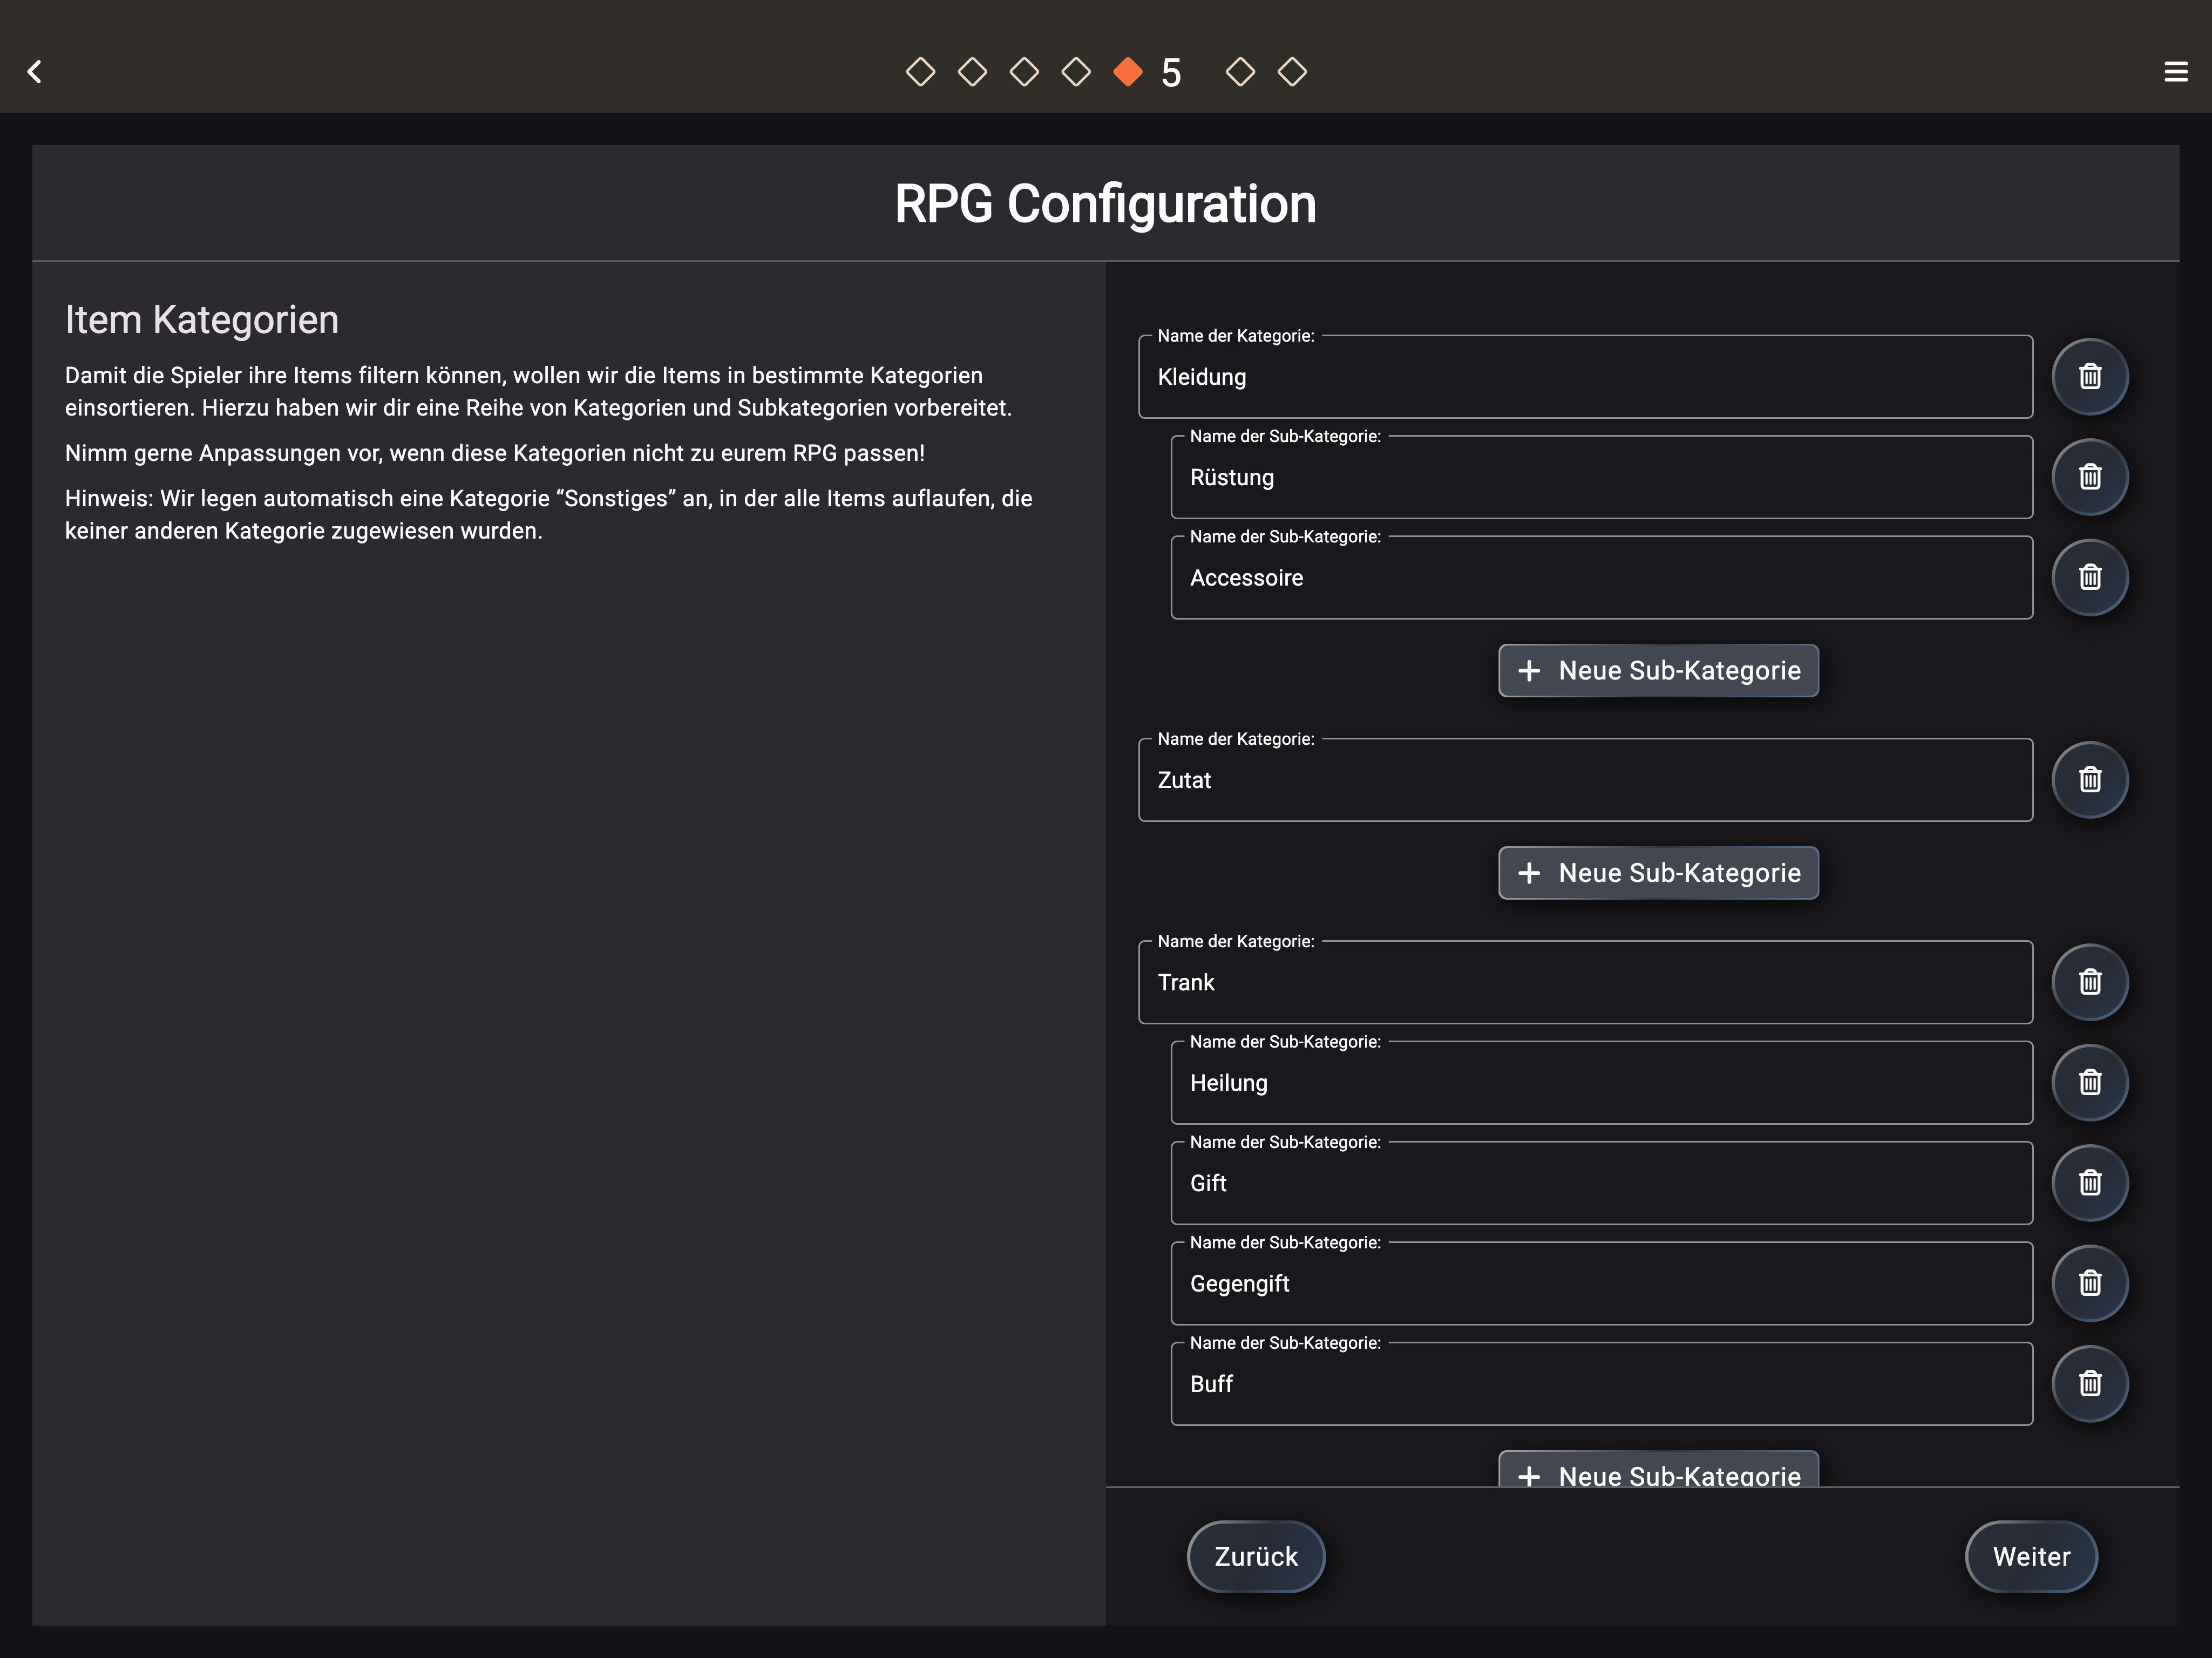 5
RPG Configuration
Item Kategorien
Damit die Spieler ihre Items filtern können, wollen wir die Items in bestimmte Kategorien
einsortieren. Hierzu haben wir dir eine Reihe von Kategorien und Subkategorien vorbereitet.
Nimm gerne Anpassungen vor, wenn diese Kategorien nicht zu eurem RPG passen!
Hinweis: Wir legen automatisch eine Kategorie “Sonstiges” an, in der alle Items auflaufen, die
keiner anderen Kategorie zugewiesen wurden.
Name der Kategorie:
Kleidung
Name der Sub-Kategorie:
Rüstung
Name der Sub-Kategorie:
Accessoire
+ Neue Sub-Kategorie
Name der Kategorie:
Zutat
+ Neue Sub-Kategorie
Name der Kategorie:
Trank
Name der Sub-Kategorie:
Heilung
Name der Sub-Kategorie:
Gift
Name der Sub-Kategorie:
Gegengift
Name der Sub-Kategorie:
Buff
+ Neue Sub-Kategorie
Zurück
Weiter